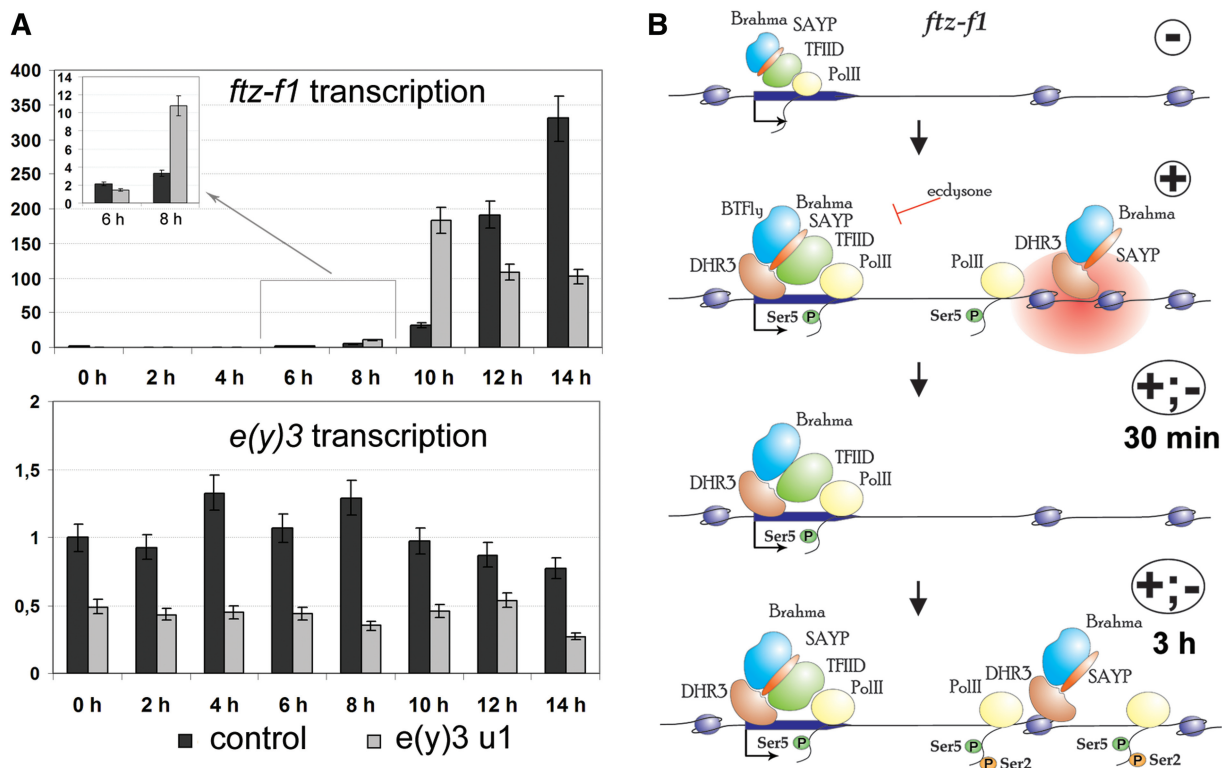 A
ftz-f1 transcription
400
350
300
250
200
150
100
50
0
14
12
10
8
6
4
2
0
6 h 8 h
0 h 2 h 4 h 6 h 8 h 10 h 12 h 14 h
e(y)3 transcription
2
1,5
1
0,5
0
0 h 2 h 4 h 6 h 8 h 10 h 12 h 14 h
control e(y)3 u1
B
ftz-f1
-
Brahma
SAYP
TFIID
PolII
+
ecdysone
BTFly
Brahma
SAYP
TFIID
DHR3
PolII
Ser5 P
PolII
DHR3
Brahma
SAYP
Ser5 P
+;-
30 min
Brahma
TFIID
DHR3
PolII
Ser5 P
+;-
3 h
Brahma
SAYP
TFIID
DHR3
PolII
Ser5 P
Brahma
DHR3
SAYP
PolII
Ser5 P
P Ser2
Ser5 P
P Ser2